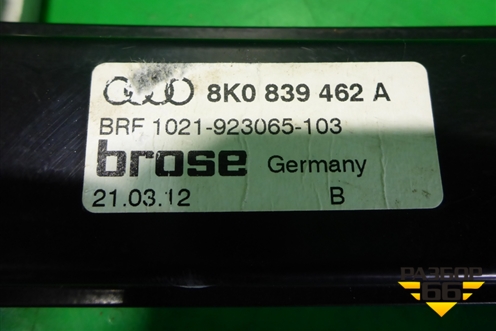 8K0 839 462 A
BRF 1021-923065-103
brose Germany
21.03.12 B
РАЗБОР
66